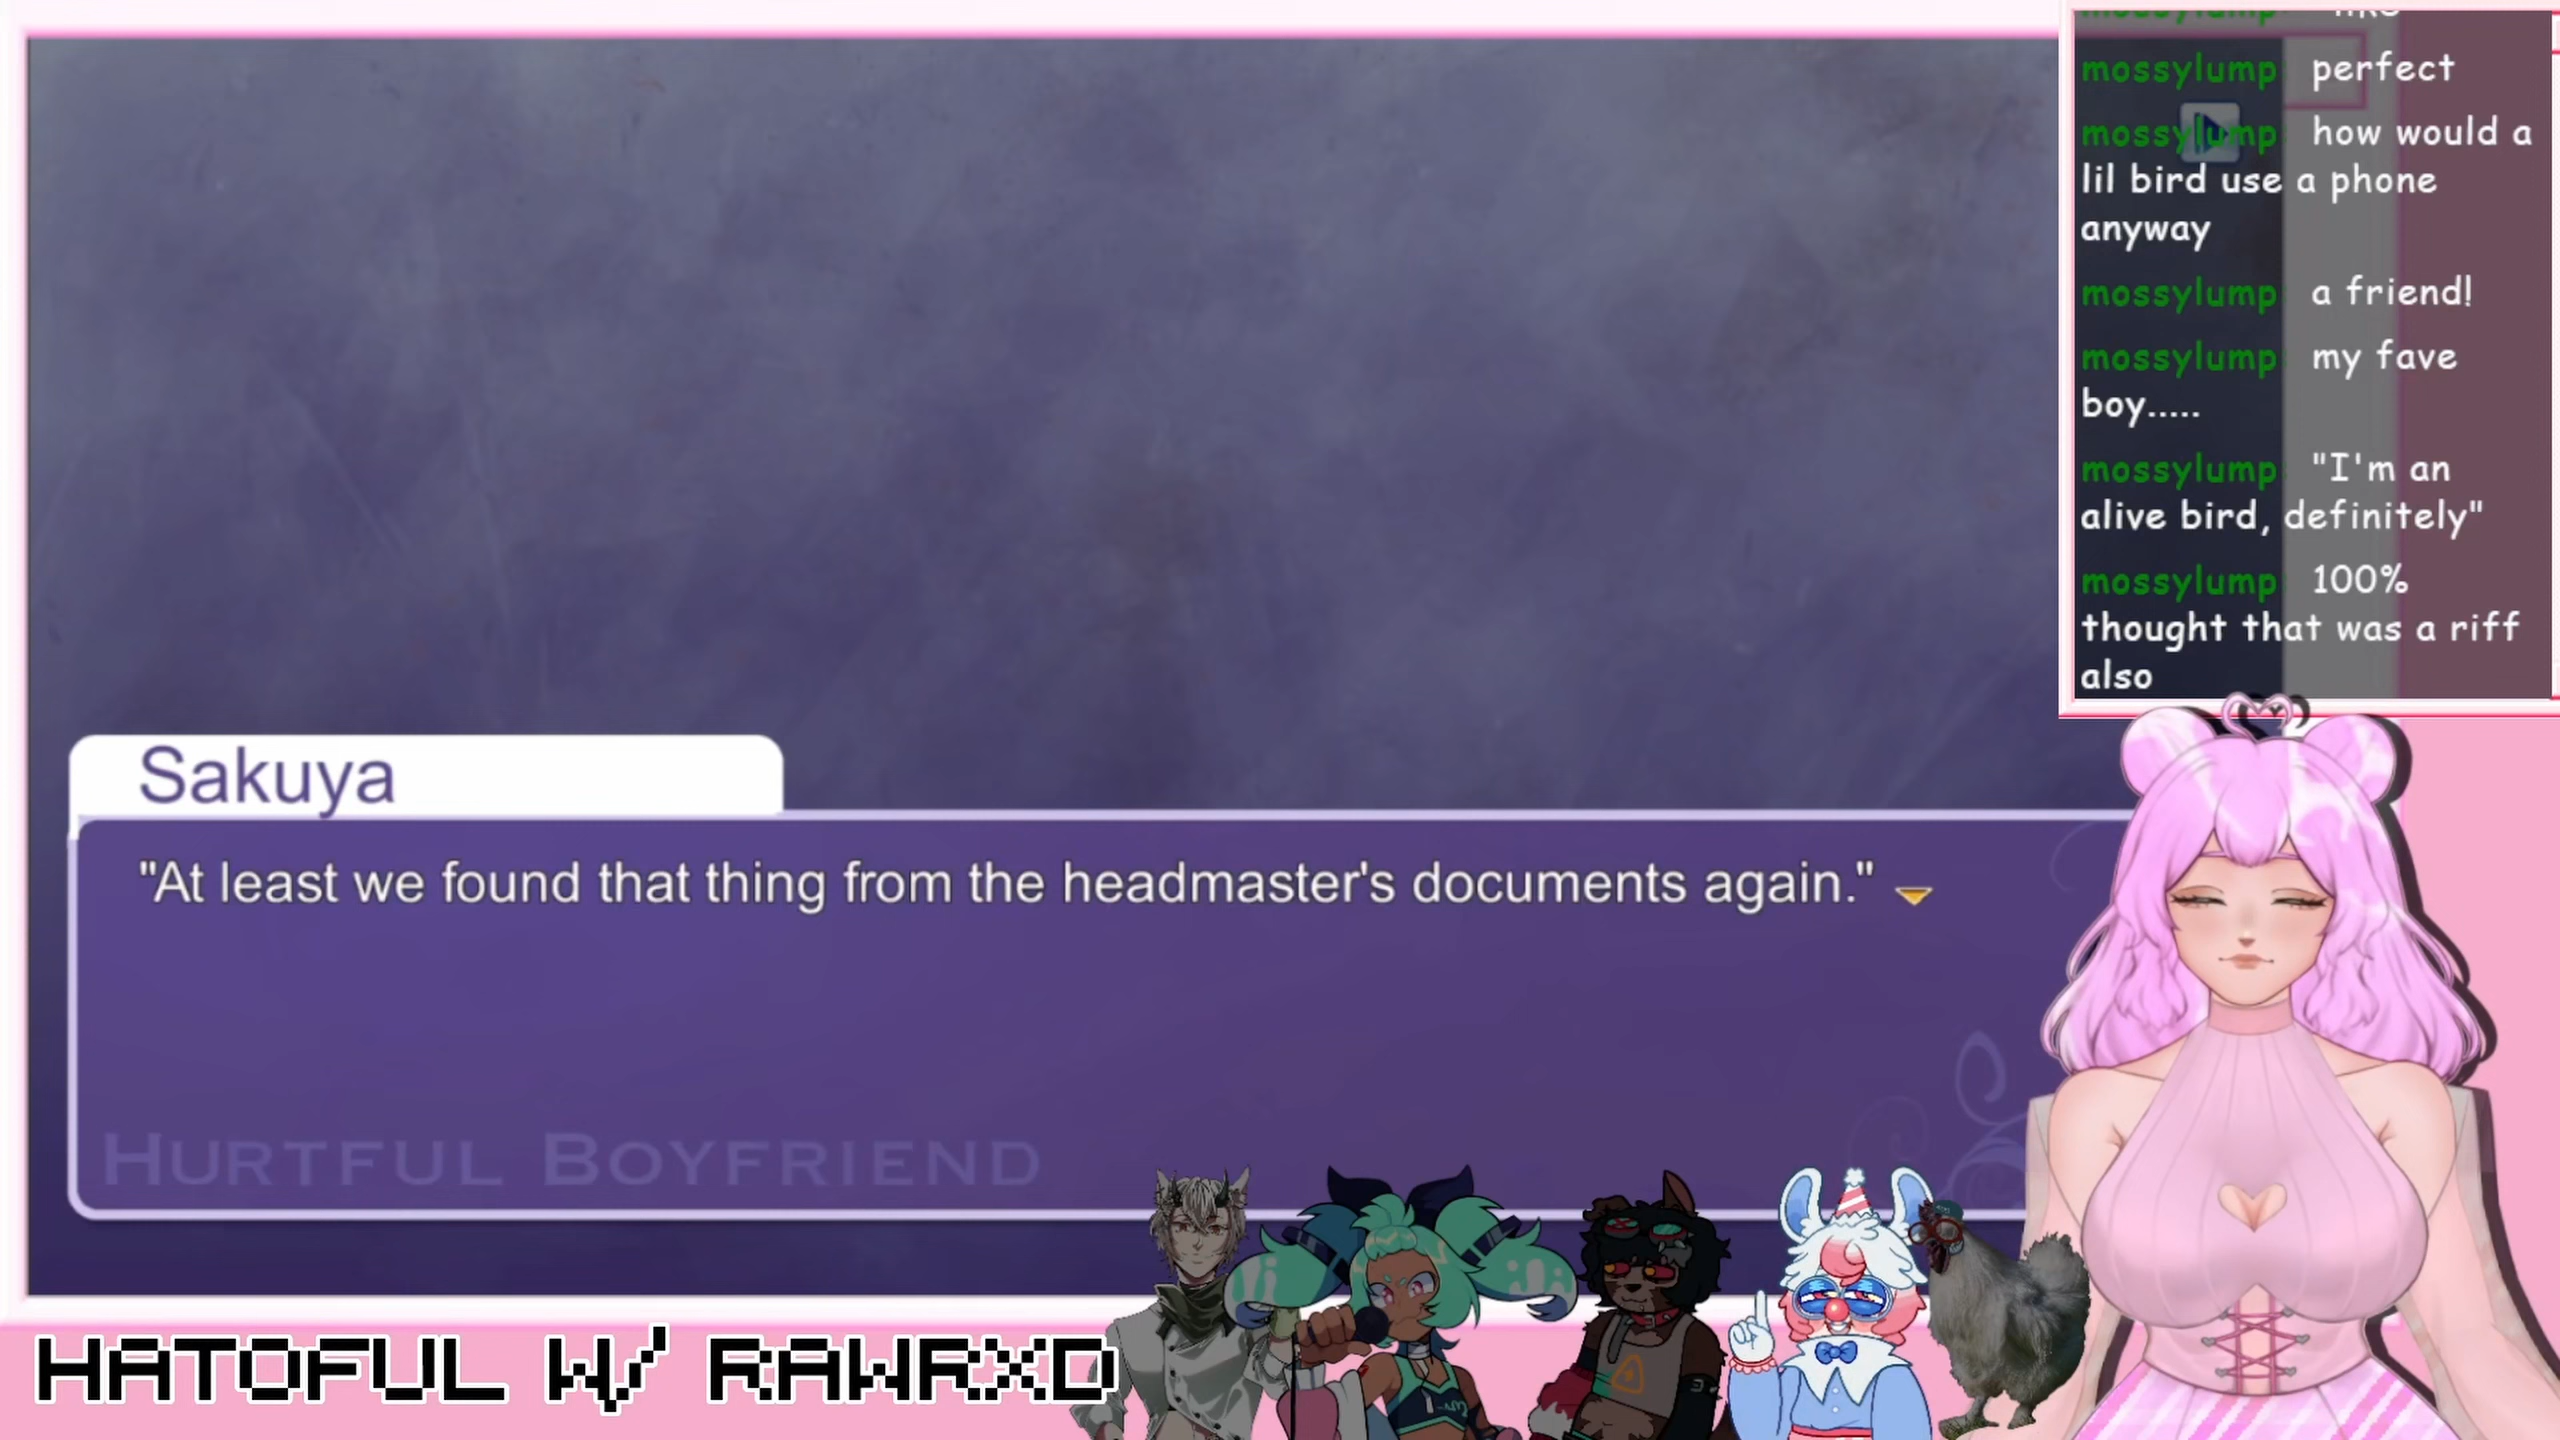 mossylump perfect
mossylump how would a
lil bird use a phone
anyway
mossylump a friend!
mossylump my fave
boy.....
mossylump "I'm an
alive bird, definitely"
mossylump 100%
thought that was a riff
also
Sakuya
"At least we found that thing from the headmaster's documents again."
HURTFUL BOYFRIEND
HATOFUL W/ RAWRXD